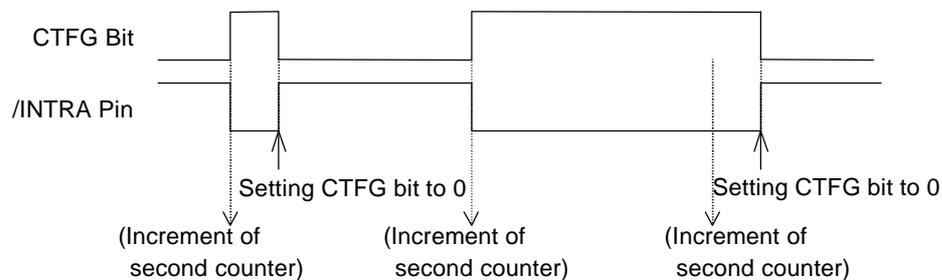 CTFG Bit
/INTRA Pin
Setting CTFG bit to 0
Setting CTFG bit to 0
(Increment of
second counter)
(Increment of
second counter)
(Increment of
second counter)